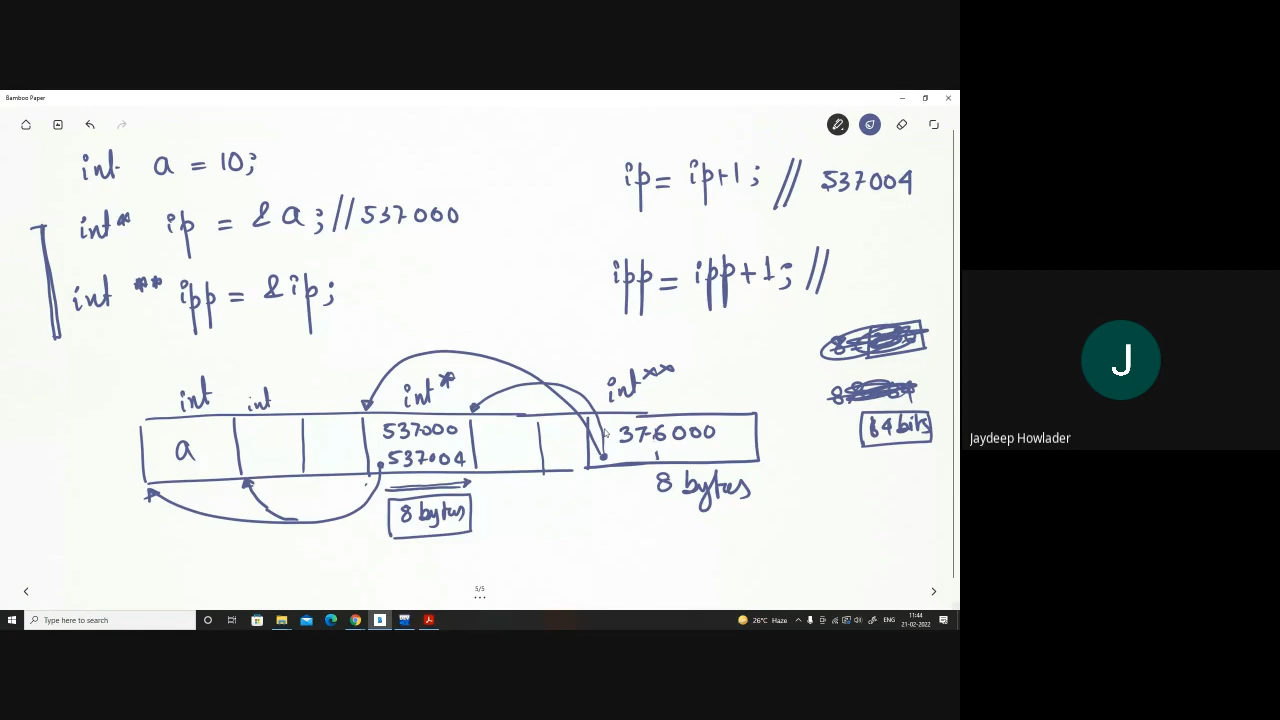 Bamboo Paper
int a = 10;
int* ip = &a; // 537000
int ** ipp = &ip;
ip = ip+1; // 537004
ipp = ipp+1; //
int int int* int**
a 537000 376000
537004
8 bytes
8 bytes
64 bits
Jaydeep Howlader
J
5/5
Type here to search
26°C Haze
ENG
11:44
21-02-2022